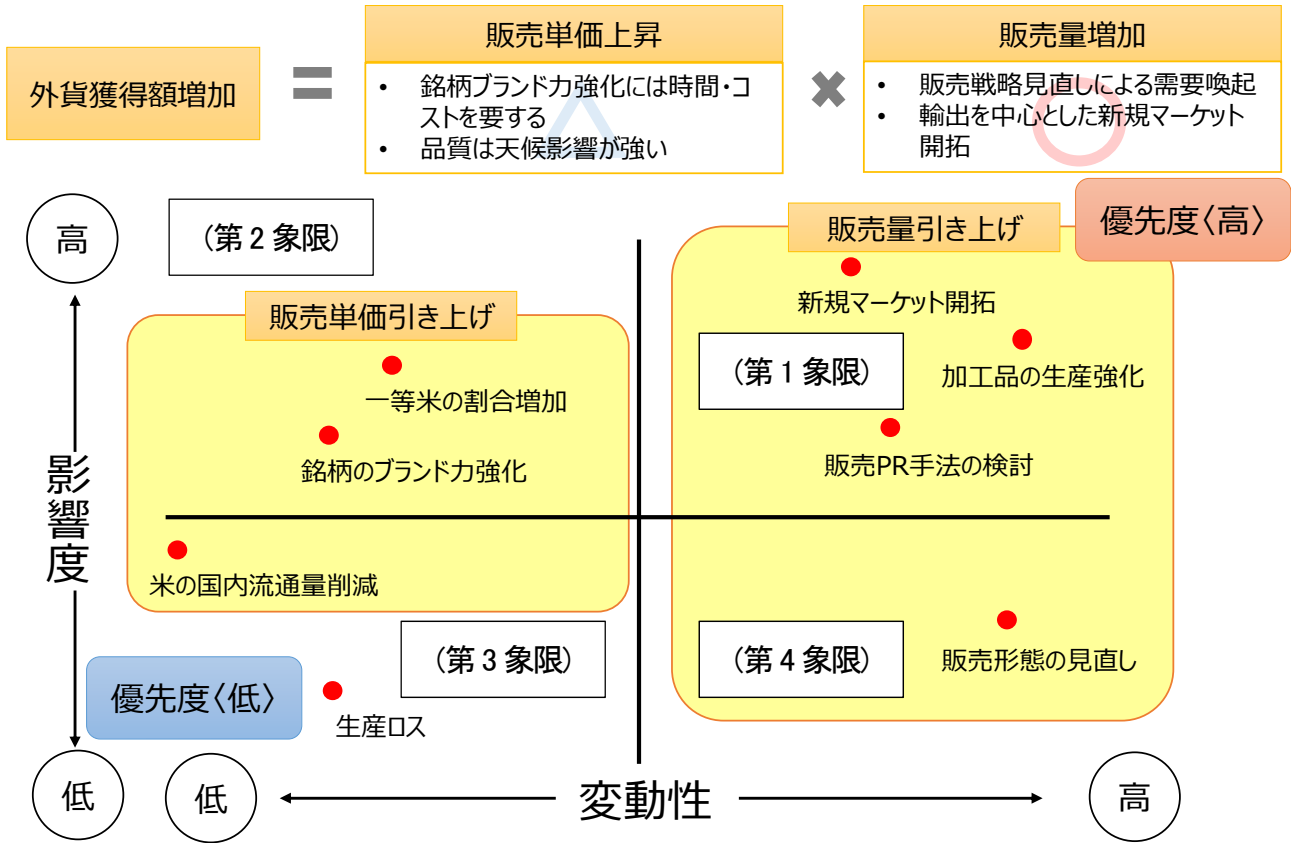 外貨獲得額増加
＝
販売単価上昇
• 銘柄ブランド力強化には時間・コ
ストを要する
• 品質は天候影響が強い
×
販売量増加
• 販売戦略見直しによる需要喚起
• 輸出を中心とした新規マーケット
開拓
高
（第２象限）
販売量引き上げ
優先度〈高〉
新規マーケット開拓
販売単価引き上げ
（第１象限）
加工品の生産強化
一等米の割合増加
銘柄のブランド力強化
販売PR手法の検討
影響度
米の国内流通量削減
（第３象限）
（第４象限）
販売形態の見直し
優先度〈低〉
生産ロス
低
低
変動性
高